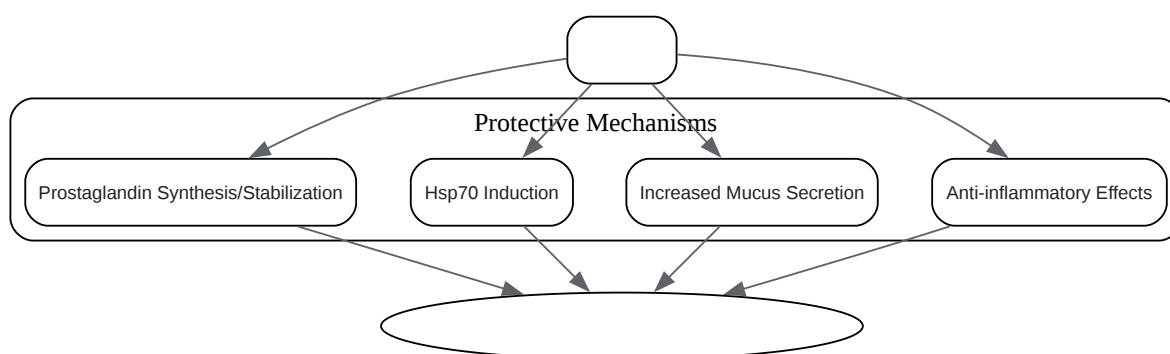 Protective Mechanisms
Prostaglandin Synthesis/Stabilization
Hsp70 Induction
Increased Mucus Secretion
Anti-inflammatory Effects